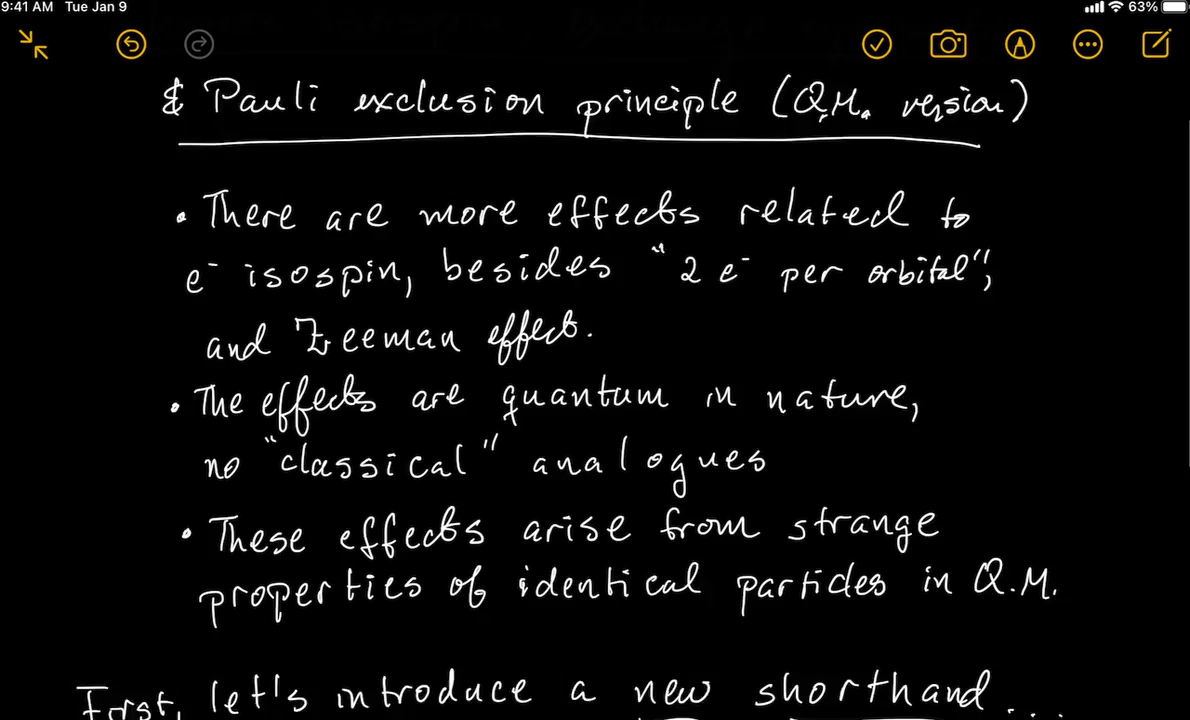 9:41 AM Tue Jan 9
63%
& Pauli exclusion principle (Q.M. version)
• There are more effects related to
e⁻ isospin, besides "2 e⁻ per orbital",
and Zeeman effect.
• The effects are quantum in nature,
no "classical" analogues
• These effects arise from strange
properties of identical particles in Q.M.
First, let's introduce a new shorthand ....